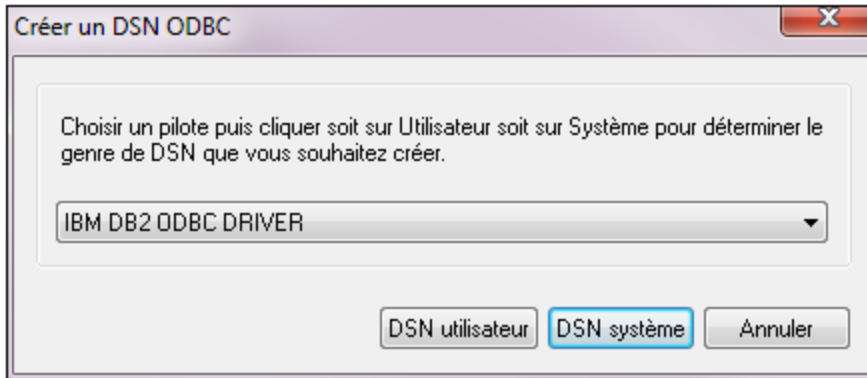 Créer un DSN ODBC
Choisir un pilote puis cliquer soit sur Utilisateur soit sur Système pour déterminer le
genre de DSN que vous souhaitez créer.
IBM DB2 ODBC DRIVER
DSN utilisateur DSN système Annuler